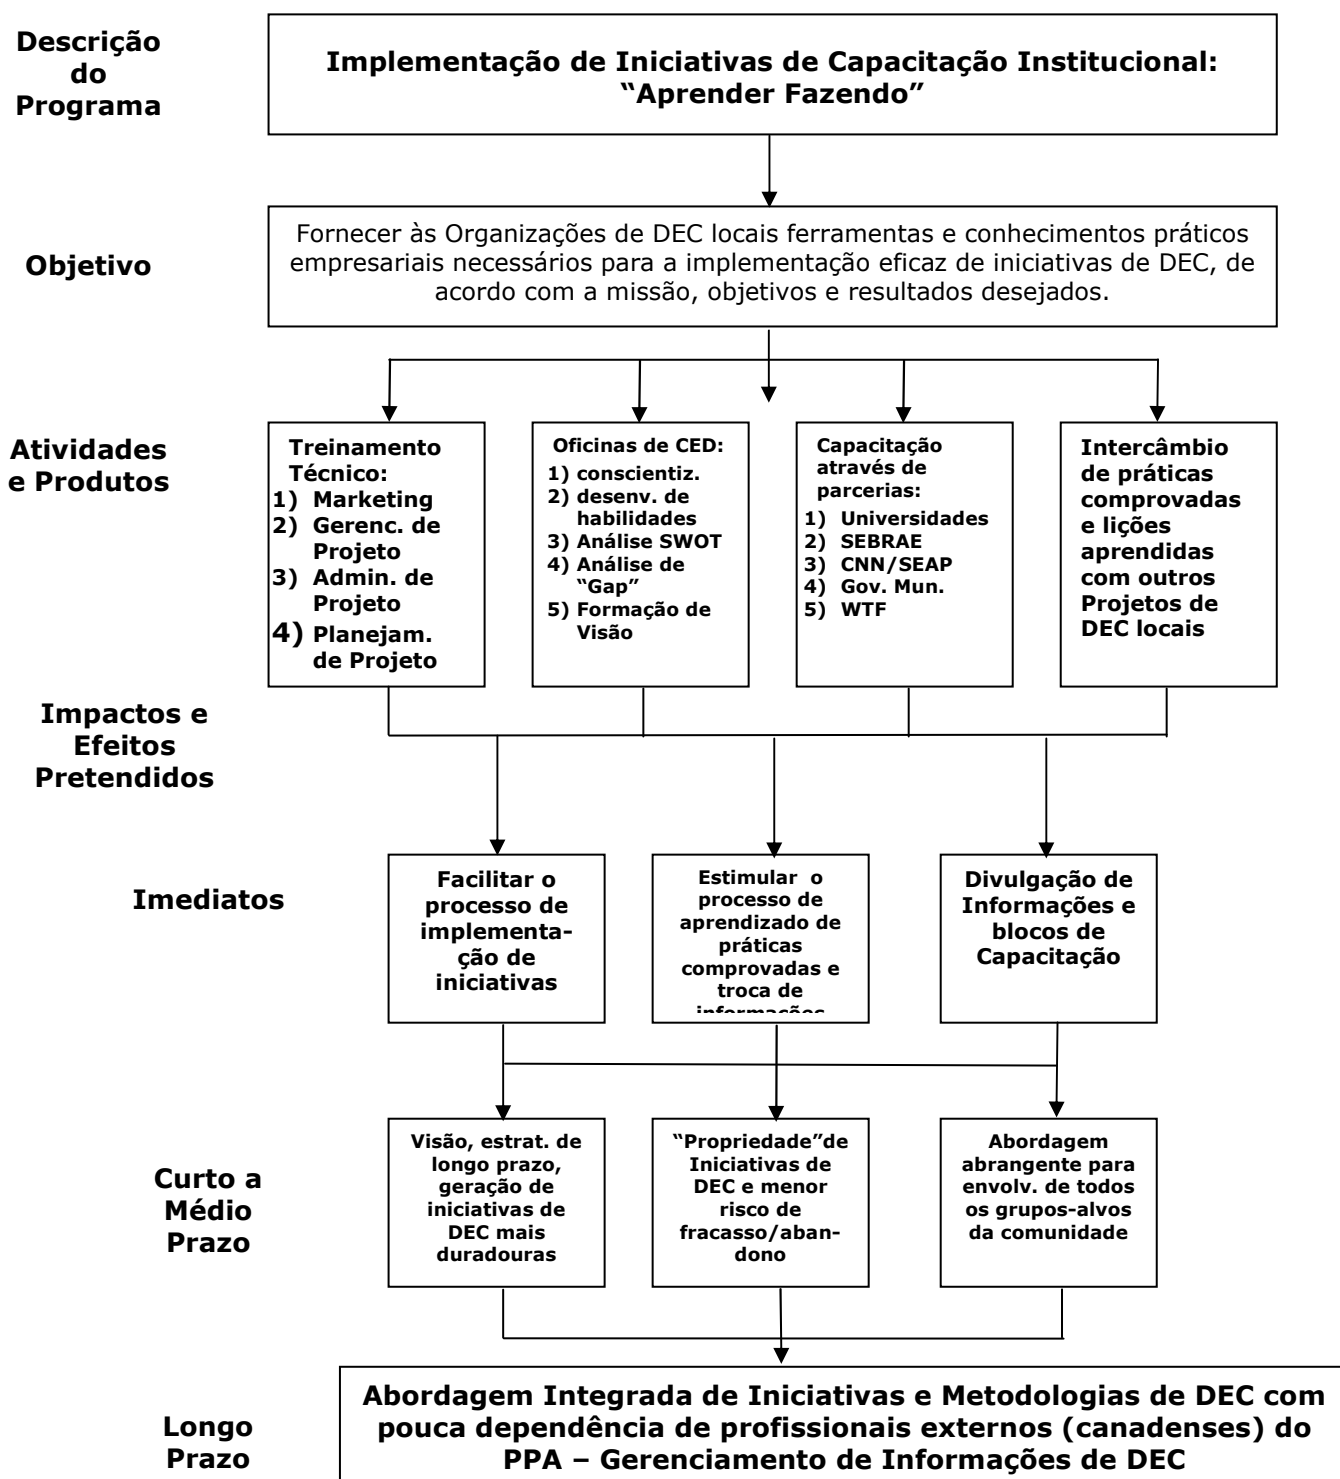 Descrição
do
Programa
Implementação de Iniciativas de Capacitação Institucional:
“Aprender Fazendo”
Objetivo
Fornecer às Organizações de DEC locais ferramentas e conhecimentos práticos
empresariais necessários para a implementação eficaz de iniciativas de DEC, de
acordo com a missão, objetivos e resultados desejados.
Atividades
e Produtos
Treinamento
Técnico:
1) Marketing
2) Gerenc. de
Projeto
3) Admin. de
Projeto
4) Planejam.
de Projeto
Oficinas de CED:
1) conscientiz.
2) desenv. de
habilidades
3) Análise SWOT
4) Análise de
“Gap”
5) Formação de
Visão
Capacitação
através de
parcerias:
1) Universidades
2) SEBRAE
3) CNN/SEAP
4) Gov. Mun.
5) WTF
Intercâmbio
de práticas
comprovadas
e lições
aprendidas
com outros
Projetos de
DEC locais
Impactos e
Efeitos
Pretendidos
Imediatos
Facilitar o
processo de
implementa-
ção de
iniciativas
Estimular o
processo de
aprendizado de
práticas
comprovadas e
troca de
informações
Divulgação de
Informações e
blocos de
Capacitação
Curto a
Médio
Prazo
Visão, estrat. de
longo prazo,
geração de
iniciativas de
DEC mais
duradouras
“Propriedade”de
Iniciativas de
DEC e menor
risco de
fracasso/aban-
dono
Abordagem
abrangente para
envolv. de todos
os grupos-alvos
da comunidade
Longo
Prazo
Abordagem Integrada de Iniciativas e Metodologias de DEC com
pouca dependência de profissionais externos (canadenses) do
PPA – Gerenciamento de Informações de DEC